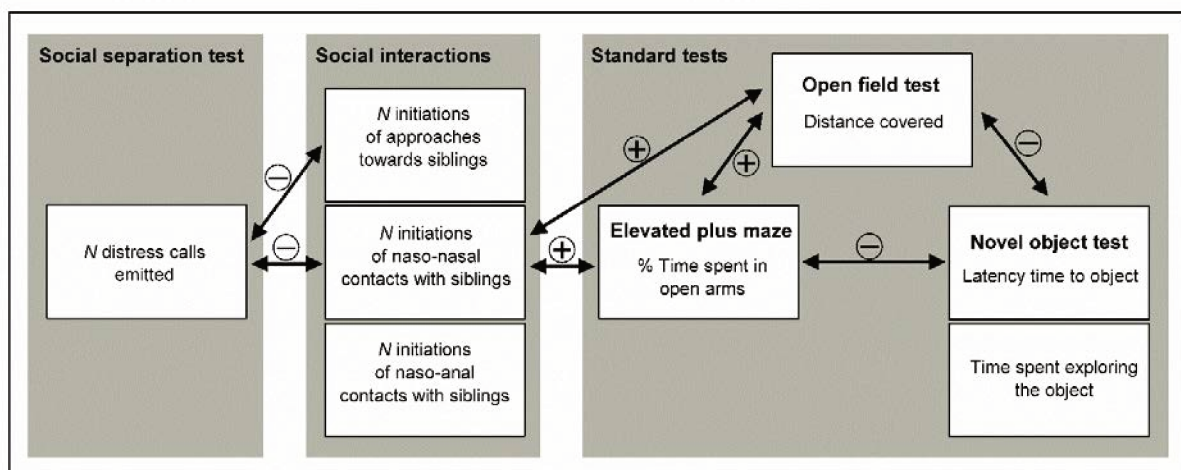 Social separation test
N distress calls
emitted
Social interactions
N initiations
of approaches
towards siblings
N initiations
of naso-nasal
contacts with siblings
N initiations
of naso-anal
contacts with siblings
Standard tests
Open field test
Distance covered
Elevated plus maze
% Time spent in
open arms
Novel object test
Latency time to object
Time spent exploring
the object
−
−
+
+
+
−
−